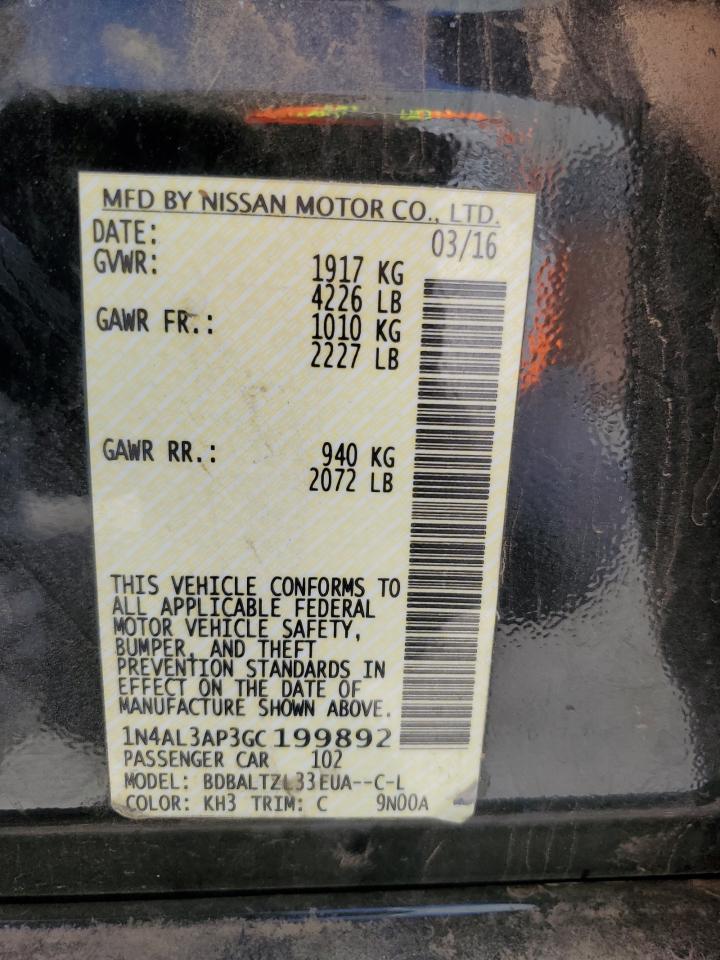 MFD BY NISSAN MOTOR CO., LTD.
DATE: 03/16
GVWR: 1917 KG
4226 LB
GAWR FR.: 1010 KG
2227 LB
GAWR RR.: 940 KG
2072 LB
THIS VEHICLE CONFORMS TO
ALL APPLICABLE FEDERAL
MOTOR VEHICLE SAFETY,
BUMPER, AND THEFT
PREVENTION STANDARDS IN
EFFECT ON THE DATE OF
MANUFACTURE SHOWN ABOVE.
1N4AL3AP3GC199892
PASSENGER CAR 102
MODEL:
COLOR: KH3 TRIM: C 9N00A